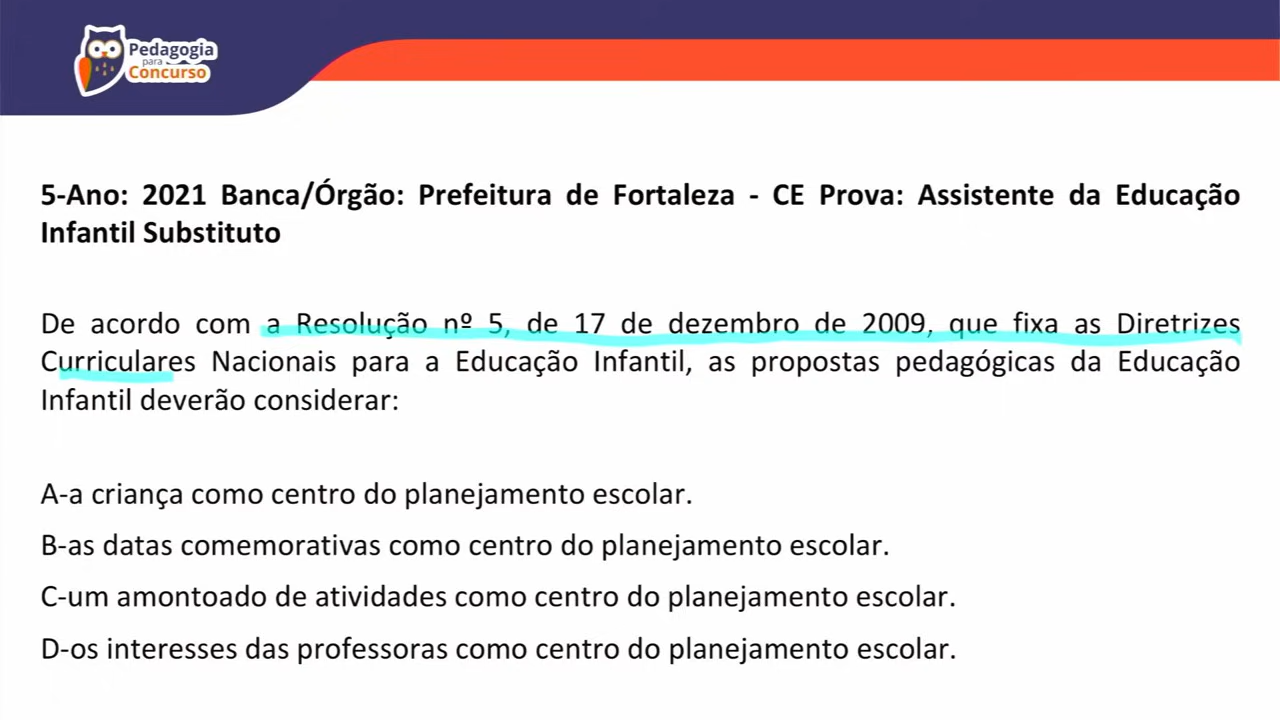 Pedagogia
para
Concurso
5-Ano: 2021 Banca/Órgão: Prefeitura de Fortaleza - CE Prova: Assistente da Educação
Infantil Substituto
De acordo com a Resolução nº 5, de 17 de dezembro de 2009, que fixa as Diretrizes
Curriculares Nacionais para a Educação Infantil, as propostas pedagógicas da Educação
Infantil deverão considerar:
A-a criança como centro do planejamento escolar.
B-as datas comemorativas como centro do planejamento escolar.
C-um amontoado de atividades como centro do planejamento escolar.
D-os interesses das professoras como centro do planejamento escolar.